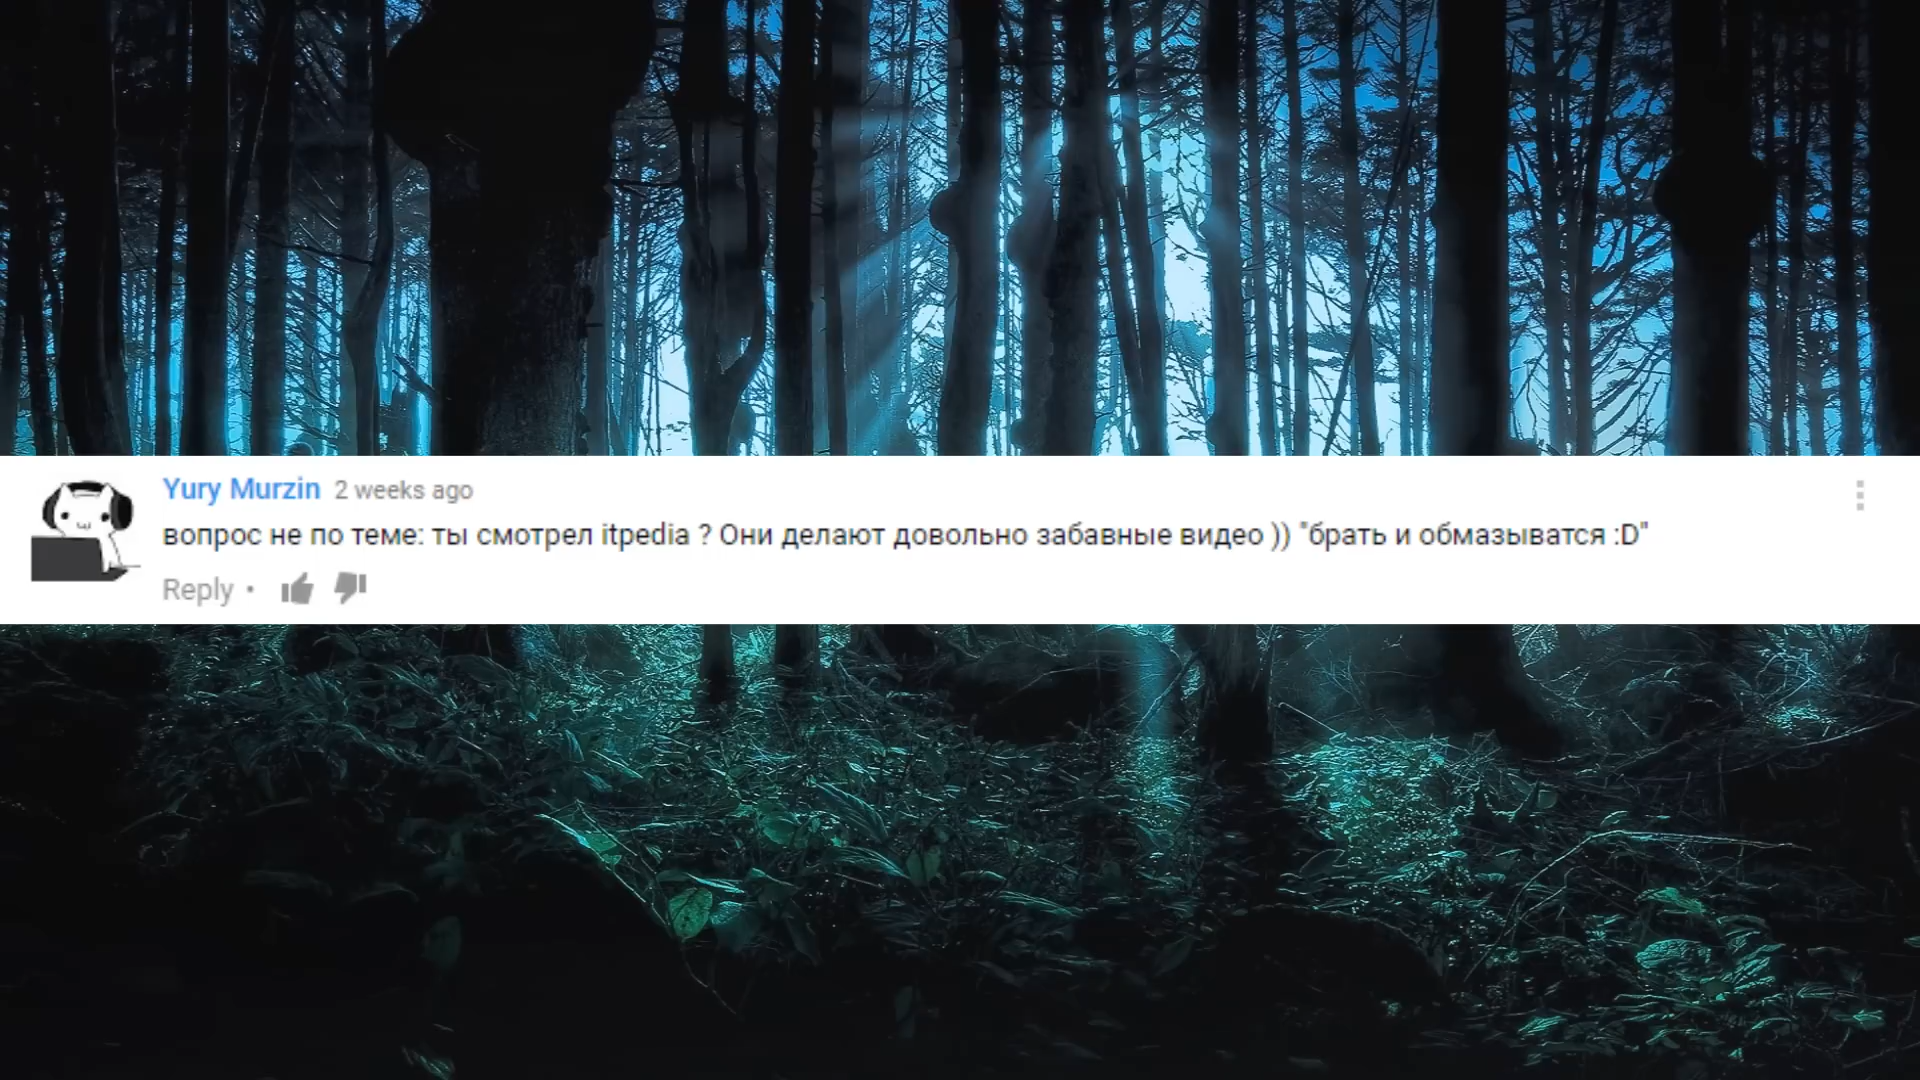 Yury Murzin 2 weeks ago
вопрос не по теме: ты смотрел itpedia ? Они делают довольно забавные видео )) "брать и обмазыватся :D"
Reply •